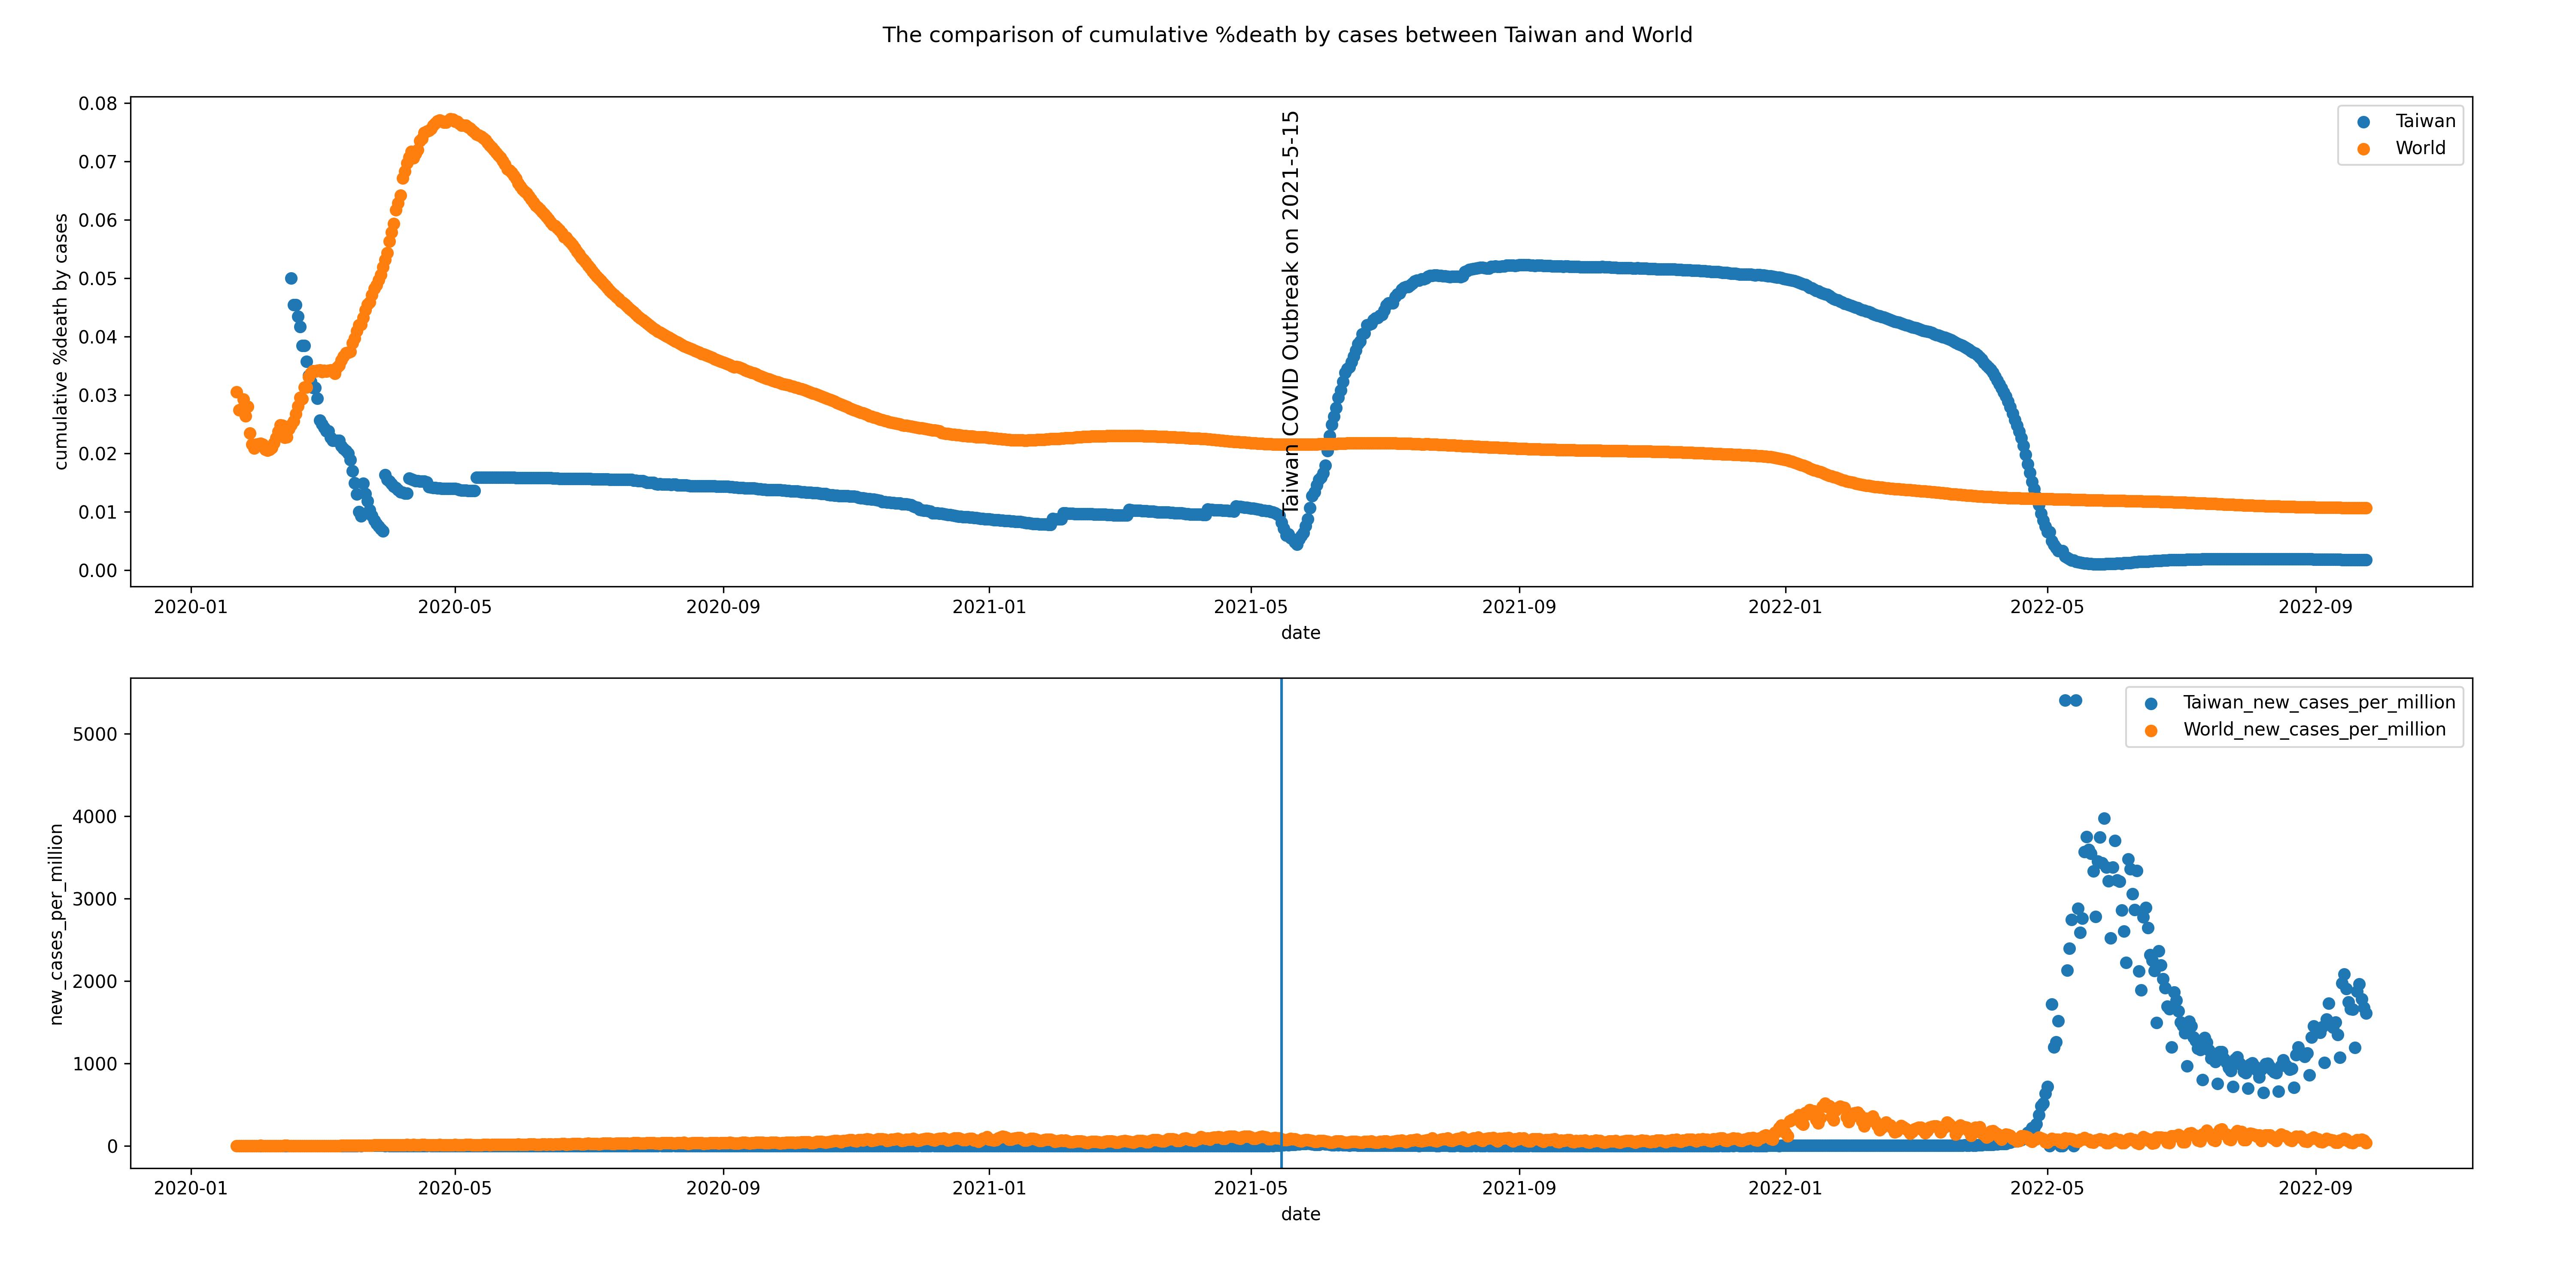 The comparison of cumulative %death by cases between Taiwan and World
0.08
0.07
0.06
0.05
0.04
0.03
0.02
0.01
0.00
cumulative %death by cases
Taiwan
World
Taiwan COVID Outbreak on 2021-5-15
2020-01 2020-05 2020-09 2021-01 2021-05 2021-09 2022-01 2022-05 2022-09
date
5000
4000
3000
2000
1000
0
new_cases_per_million
Taiwan_new_cases_per_million
World_new_cases_per_million
2020-01 2020-05 2020-09 2021-01 2021-05 2021-09 2022-01 2022-05 2022-09
date